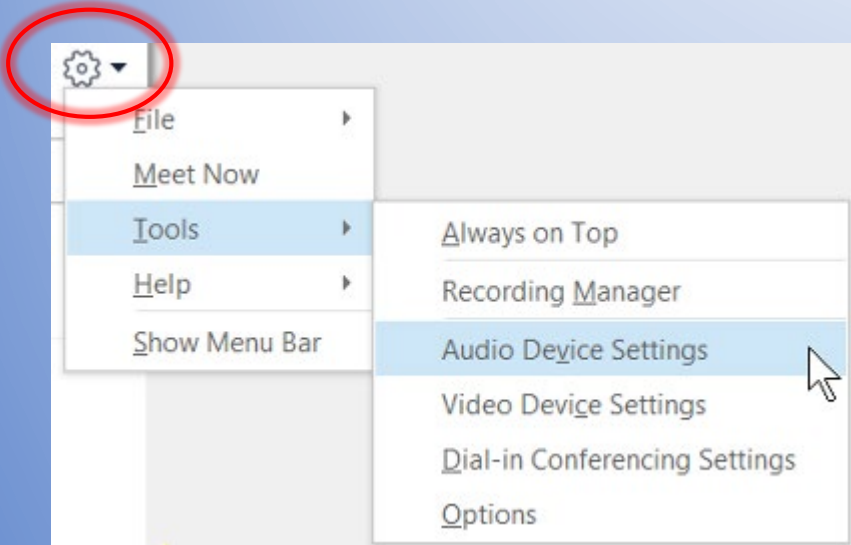 File
Meet Now
Tools
Help
Show Menu Bar
Always on Top
Recording Manager
Audio Device Settings
Video Device Settings
Dial-in Conferencing Settings
Options